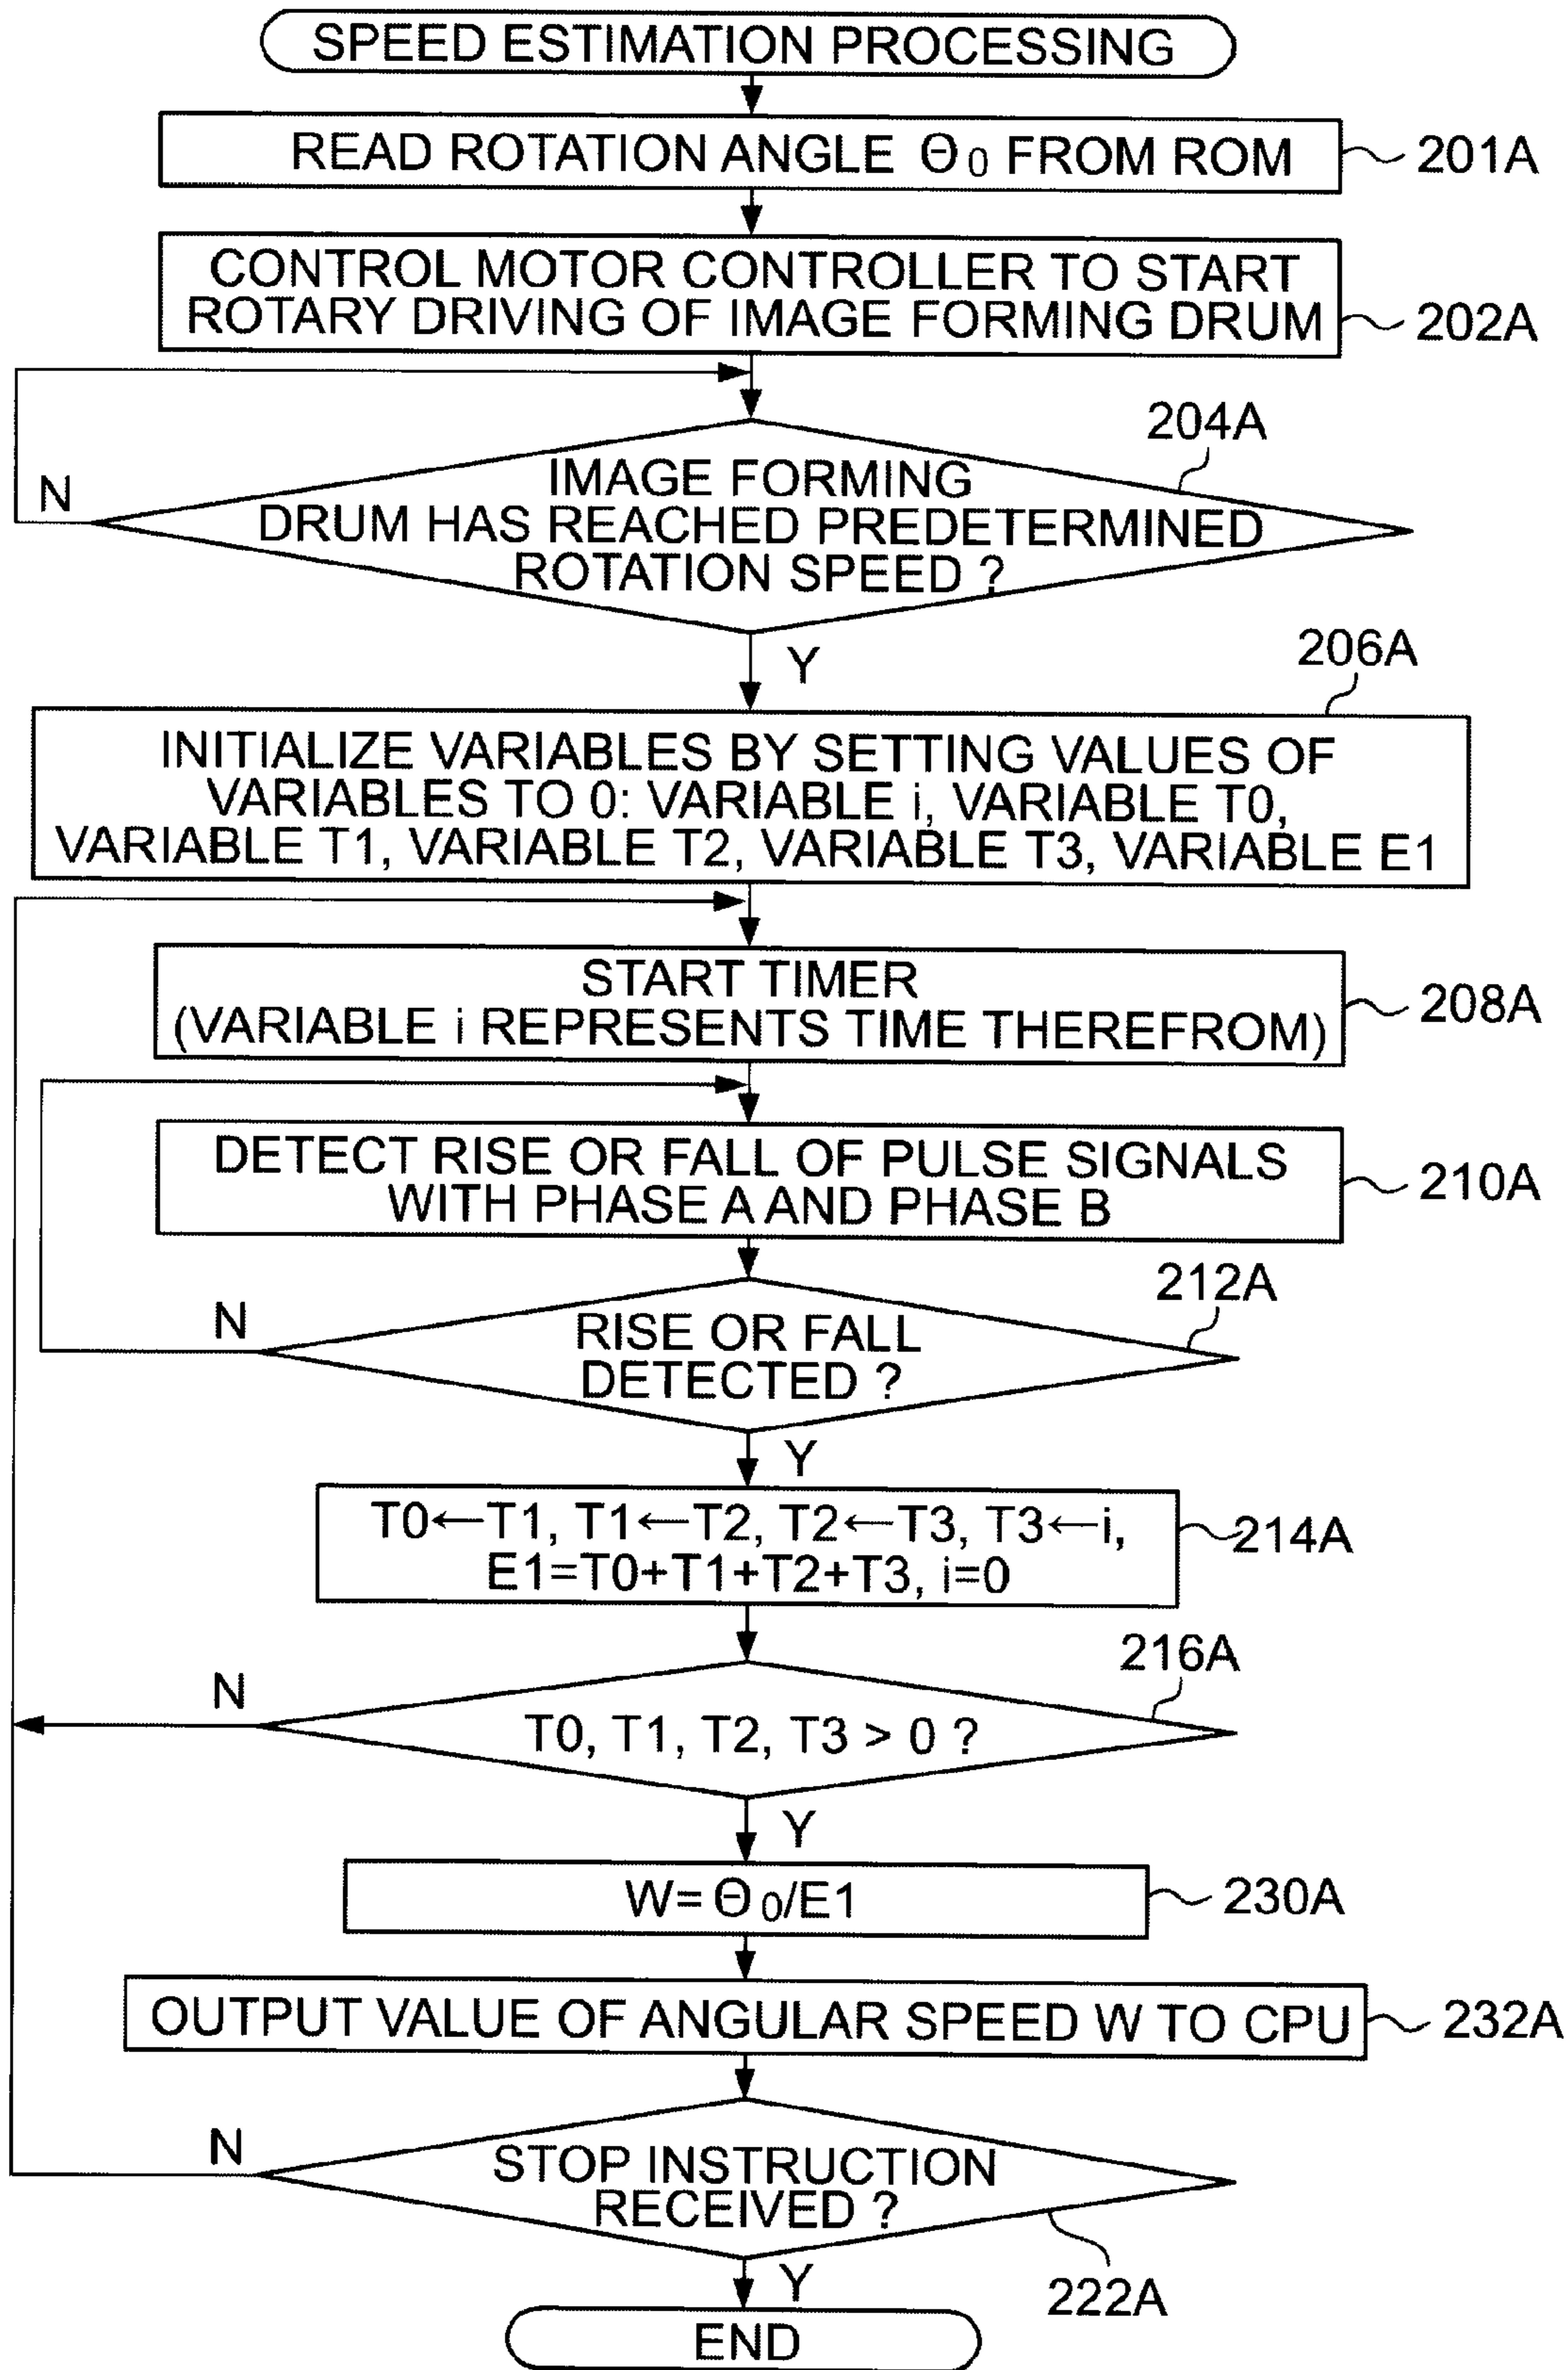 SPEED ESTIMATION PROCESSING
READ ROTATION ANGLE Θ0 FROM ROM
201A
CONTROL MOTOR CONTROLLER TO START
ROTARY DRIVING OF IMAGE FORMING DRUM
202A
204A
N
IMAGE FORMING
DRUM HAS REACHED PREDETERMINED
ROTATION SPEED ?
Y
206A
INITIALIZE VARIABLES BY SETTING VALUES OF
VARIABLES TO 0: VARIABLE i, VARIABLE T0,
VARIABLE T1, VARIABLE T2, VARIABLE T3, VARIABLE E1
START TIMER
(VARIABLE i REPRESENTS TIME THEREFROM)
208A
DETECT RISE OR FALL OF PULSE SIGNALS
WITH PHASE A AND PHASE B
210A
212A
N
RISE OR FALL
DETECTED ?
Y
T0←T1, T1←T2, T2←T3, T3←i,
E1=T0+T1+T2+T3, i=0
214A
216A
N
T0, T1, T2, T3 > 0 ?
Y
W= Θ0/E1
230A
OUTPUT VALUE OF ANGULAR SPEED W TO CPU
232A
N
STOP INSTRUCTION
RECEIVED ?
222A
Y
END